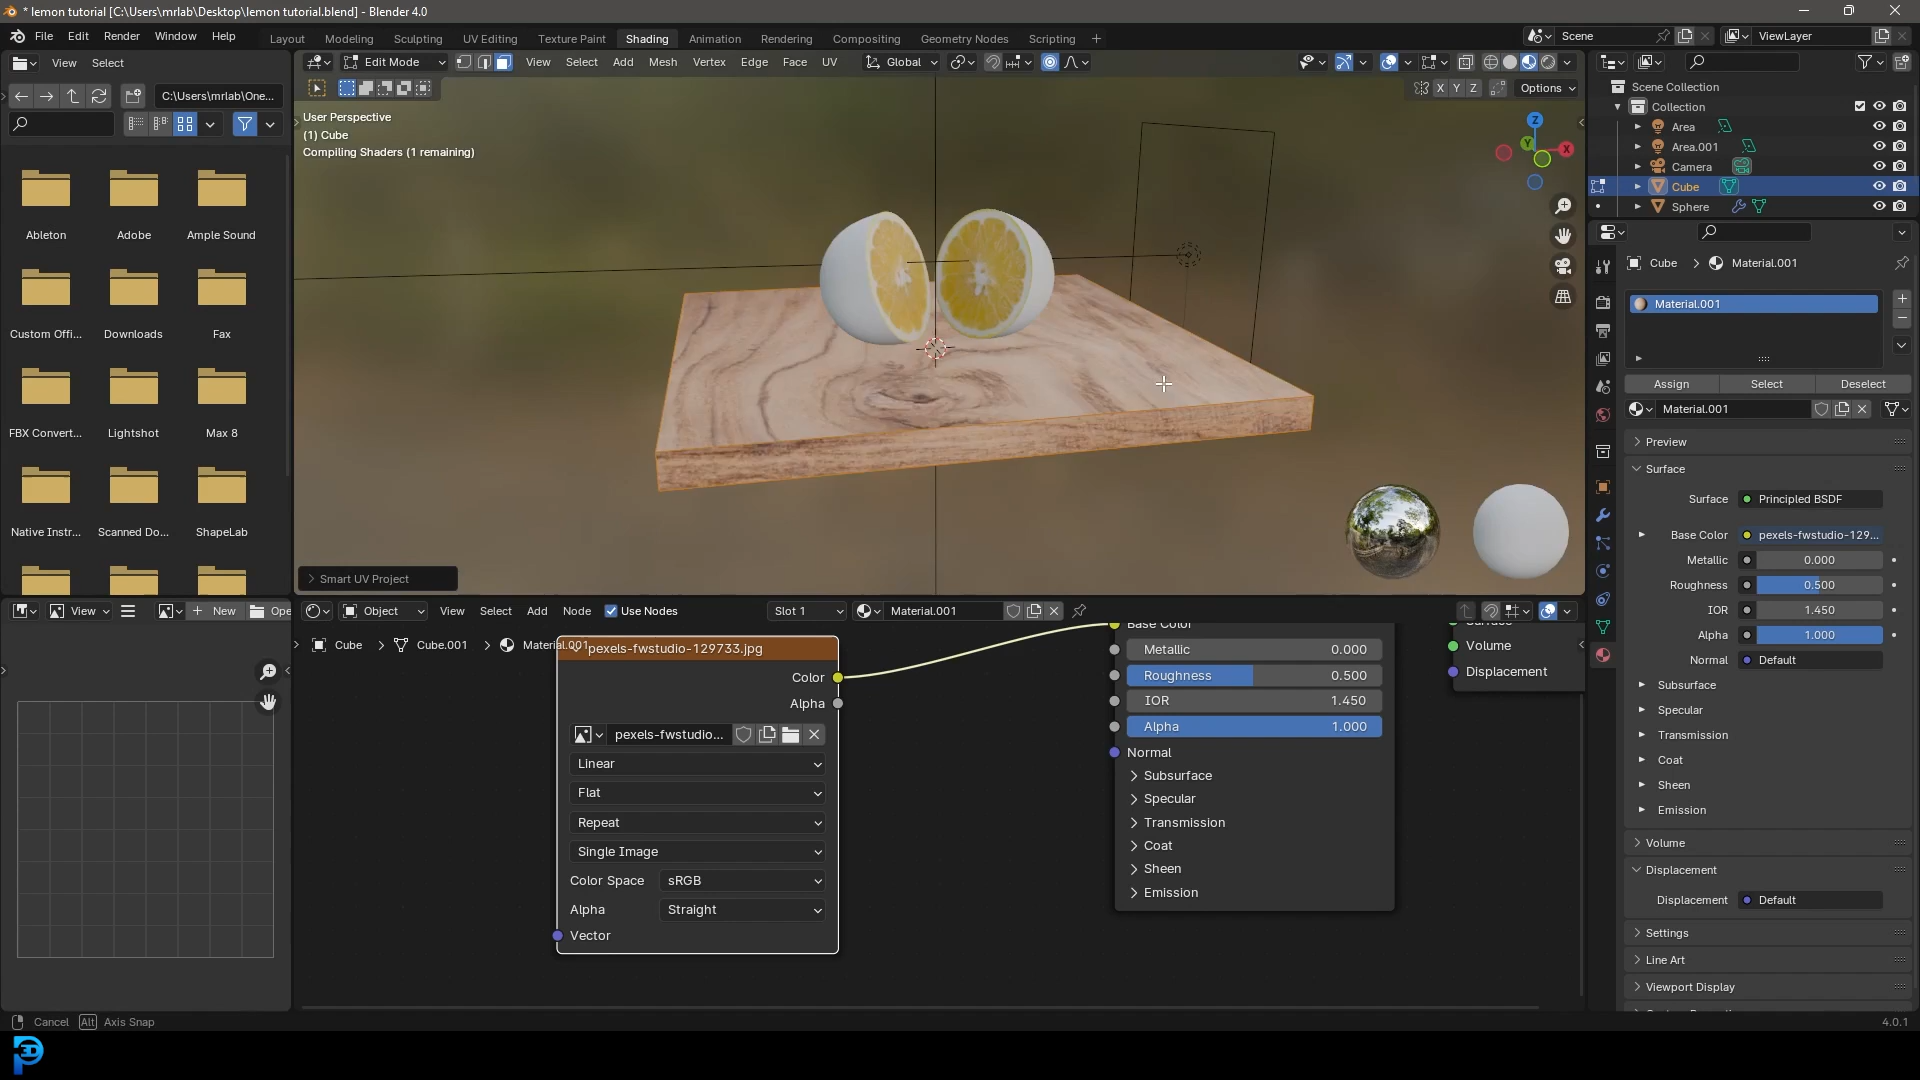 * lemon tutorial [C:\Users\mrlab\Desktop\lemon tutorial.blend] - Blender 4.0
File Edit Render Window Help
Layout Modeling Sculpting UV Editing Texture Paint Shading Animation Rendering Compositing Geometry Nodes Scripting
Scene
ViewLayer
View Select
C:\Users\mrlab\One...
Ableton Adobe Ample Sound
Custom Offi... Downloads Fax
FBX Convert... Lightshot Max 8
Native Instr... Scanned Do... ShapeLab
Edit Mode View Select Add Mesh Vertex Edge Face UV Global
X Y Z Options
User Perspective
(1) Cube
Compiling Shaders (1 remaining)
Z
Y
X
Smart UV Project
View New Ope
Object View Select Add Node Use Nodes Slot 1 Material.001
Cube Cube.001 Material.001
pexels-fwstudio-129733.jpg
Color
Alpha
pexels-fwstudio...
Linear
Flat
Repeat
Single Image
Color Space sRGB
Alpha Straight
Vector
Base Color
Metallic 0.000
Roughness 0.500
IOR 1.450
Alpha 1.000
Normal
Subsurface
Specular
Transmission
Coat
Sheen
Emission
Volume
Displacement
Scene Collection
Collection
Area
Area.001
Camera
Cube
Sphere
Cube Material.001
Material.001
Assign Select Deselect
Material.001
Preview
Surface
Surface Principled BSDF
Base Color pexels-fwstudio-129...
Metallic 0.000
Roughness 0.500
IOR 1.450
Alpha 1.000
Normal Default
Subsurface
Specular
Transmission
Coat
Sheen
Emission
Volume
Displacement
Displacement Default
Settings
Line Art
Viewport Display
Cancel Alt Axis Snap
4.0.1